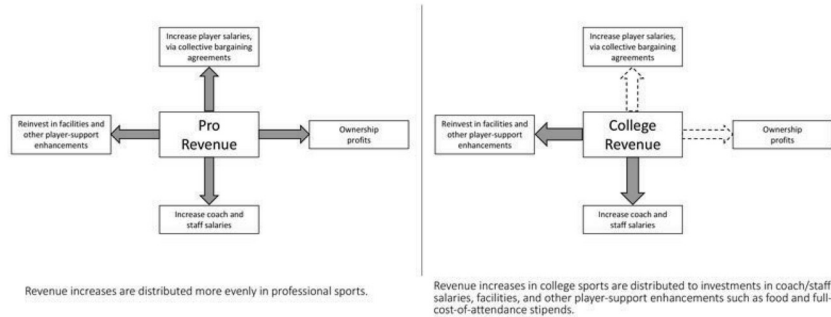 Increase player salaries,
via collective bargaining
agreements
Reinvest in facilities and
other player-support
enhancements
Pro
Revenue
Ownership
profits
Increase coach and
staff salaries
Revenue increases are distributed more evenly in professional sports.
Increase player salaries,
via collective bargaining
agreements
Reinvest in facilities and
other player-support
enhancements
College
Revenue
Ownership
profits
Increase coach and
staff salaries
Revenue increases in college sports are distributed to investments in coach/staff
salaries, facilities, and other player-support enhancements such as food and full-
cost-of-attendance stipends.